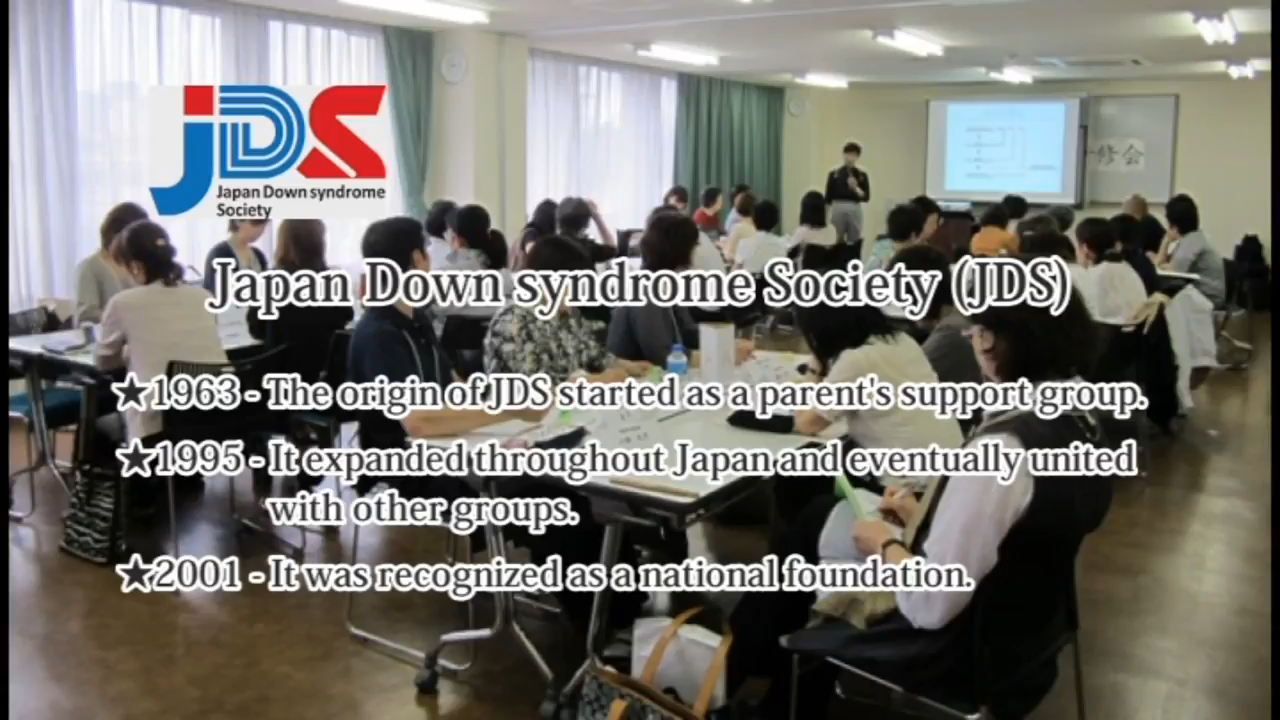 JDS
Japan Down syndrome
Society
修会
Japan Down syndrome Society (JDS)
★1963 - The origin of JDS started as a parent's support group.
★1995 - It expanded throughout Japan and eventually united
with other groups.
★2001 - It was recognized as a national foundation.